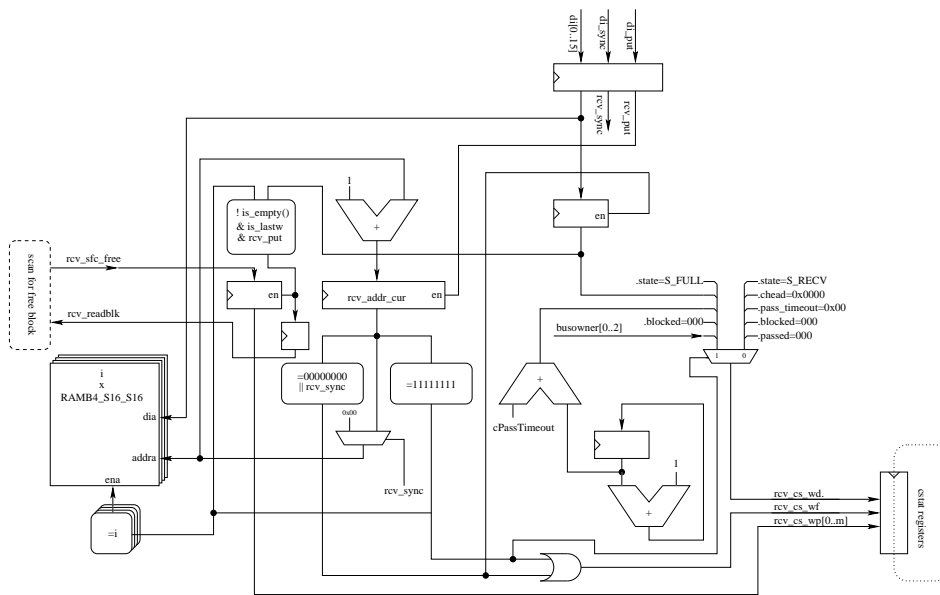 di[0..15]
di_sync
di_put
rcv_sync
rcv_put
1
+
! is_empty()
& is_lastw
& rcv_put
en
scan for free block
rcv_sfc_free
rcv_readblk
en
rcv_addr_cur
en
.state=S_FULL
.state=S_RECV
.chead=0x0000
.pass_timeout=0x00
.blocked=000
.blocked=000
busowner[0..2]
.passed=000
1
0
=00000000
|| rcv_sync
=11111111
i
x
RAMB4_S16_S16
dia
addra
ena
0x00
rcv_sync
+
cPassTimeout
1
+
=i
rcv_cs_wd.
rcv_cs_wf
rcv_cs_wp[0..m]
cstat registers